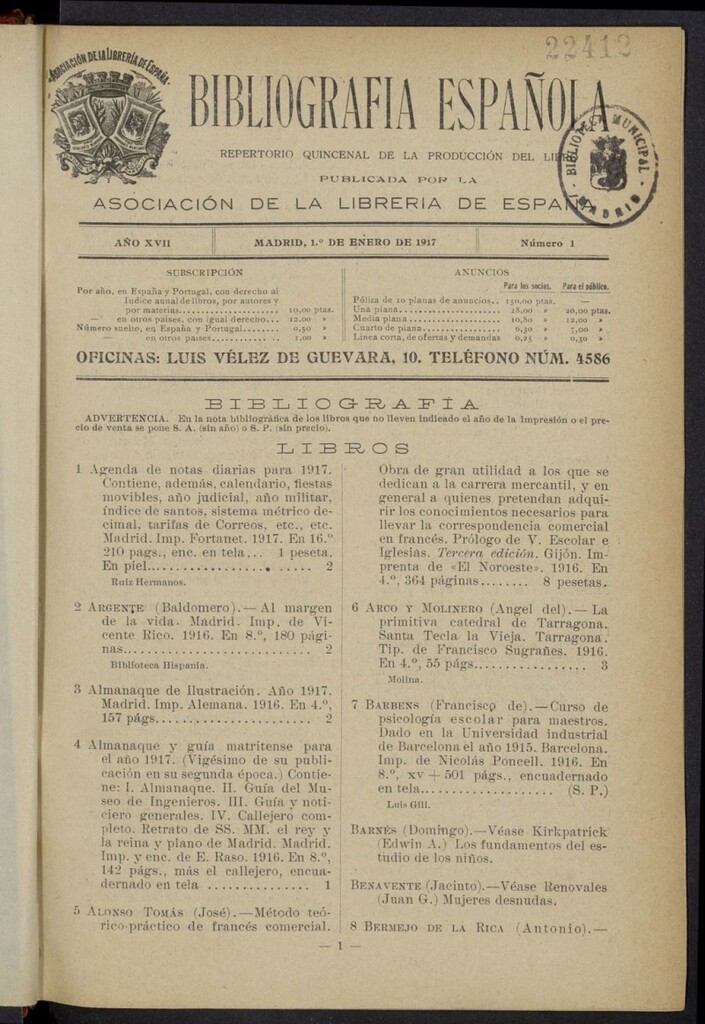 22412
ASOCIACIÓN DE LA LIBRERÍA DE ESPAÑA
BIBLIOGRAFIA ESPAÑOLA
REPERTORIO QUINCENAL DE LA PRODUCCIÓN DEL
PUBLICADA POR LA
ASOCIACIÓN DE LA LIBRERIA DE ESPAÑA
BIBLIOTECA MUNICIPAL
MADRID
AÑO XVII
MADRID, 1.º DE ENERO DE 1917
Número 1
SUBSCRIPCIÓN
Por año, en España y Portugal, con derecho al
Indice anual de libros, por autores y
por materias........................ 10,00 ptas.
— en otros países, con igual derecho... 12,00 »
Número suelto, en España y Portugal....... 0,50 »
— en otros países............. 1,00 »
ANUNCIOS
Para los socios. Para el público.
Póliza de 10 planas de anuncios.. 150,00 ptas. —
Una plana.................... 18,00 » 20,00 ptas.
Media plana.................. 10,80 » 12,00 »
Cuarto de plana.............. 6,30 » 7,00 »
Línea corta, de ofertas y demandas 0,25 » 0,30 »
OFICINAS: LUIS VÉLEZ DE GUEVARA, 10. TELÉFONO NÚM. 4586
BIBLIOGRAFÍA
ADVERTENCIA. En la nota bibliográfica de los libros que no lleven indicado el año de la impresión o el pre-
cio de venta se pone S. A. (sin año) o S. P. (sin precio).
LIBROS
1 Agenda de notas diarias para 1917.
Contiene, además, calendario, fiestas
movibles, año judicial, año militar,
índice de santos, sistema métrico de-
cimal, tarifas de Correos, etc., etc.
Madrid. Imp. Fortanet. 1917. En 16.º
210 págs., enc. en tela... 1 peseta.
En piel........................ 2
Ruiz Hermanos.
2 ARGENTE (Baldomero).—Al margen
de la vida. Madrid. Imp. de Vi-
cente Rico. 1916. En 8.º, 180 pági-
nas........................... 2
Biblioteca Hispania.
3 Almanaque de Ilustración. Año 1917.
Madrid. Imp. Alemana. 1916. En 4.º,
157 págs....................... 2
4 Almanaque y guía matritense para
el año 1917. (Vigésimo de su publi-
cación en su segunda época.) Contie-
ne: I. Almanaque. II. Guía del Mu-
seo de Ingenieros. III. Guía y noti-
ciero generales. IV. Callejero com-
pleto. Retrato de SS. MM. el rey y
la reina y plano de Madrid. Madrid.
Imp. y enc. de E. Raso. 1916. En 8.º,
142 págs., más el callejero, encua-
dernado en tela .............. 1
5 ALONSO TOMÁS (José).—Método teó-
rico-práctico de francés comercial.
Obra de gran utilidad a los que se
dedican a la carrera mercantil, y en
general a quienes pretendan adqui-
rir los conocimientos necesarios para
llevar la correspondencia comercial
en francés. Prólogo de V. Escolar e
Iglesias. Tercera edición. Gijón. Im-
prenta de «El Noroeste». 1916. En
4.º, 364 páginas........ 8 pesetas.
6 ARCO Y MOLINERO (Angel del).—La
primitiva catedral de Tarragona.
Santa Tecla la Vieja. Tarragona.
Tip. de Francisco Sugrañes. 1916.
En 4.º, 55 págs................ 3
Molina.
7 BARBENS (Francisco de).—Curso de
psicología escolar para maestros.
Dado en la Universidad industrial
de Barcelona el año 1915. Barcelona.
Imp. de Nicolás Poncell. 1916. En
8.º, XV + 501 págs., encuadernado
en tela................... (S. P.)
Luis Gili.
BARNÉS (Domingo).—Véase Kirkpatrick
(Edwin A.) Los fundamentos del es-
tudio de los niños.
BENAVENTE (Jacinto).—Véase Renovales
(Juan G.) Mujeres desnudas.
8 BERMEJO DE LA RICA (Antonio).—
— 1 —